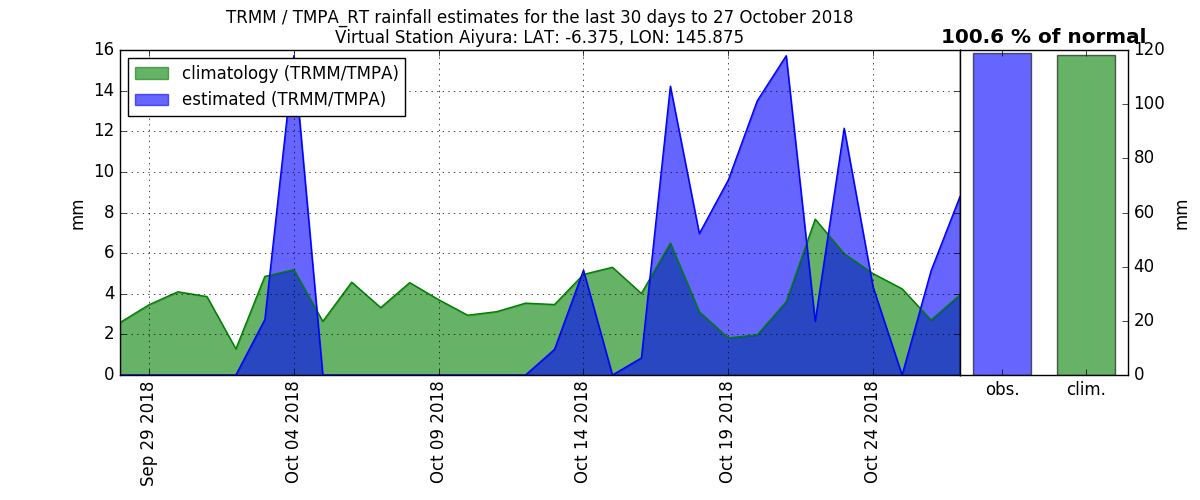 TRMM / TMPA_RT rainfall estimates for the last 30 days to 27 October 2018
Virtual Station Aiyura: LAT: -6.375, LON: 145.875
100.6 % of normal
climatology (TRMM/TMPA)
estimated (TRMM/TMPA)
mm
16
14
12
10
8
6
4
2
0
Sep 29 2018
Oct 04 2018
Oct 09 2018
Oct 14 2018
Oct 19 2018
Oct 24 2018
obs.
clim.
120
100
80
60
40
20
0
mm